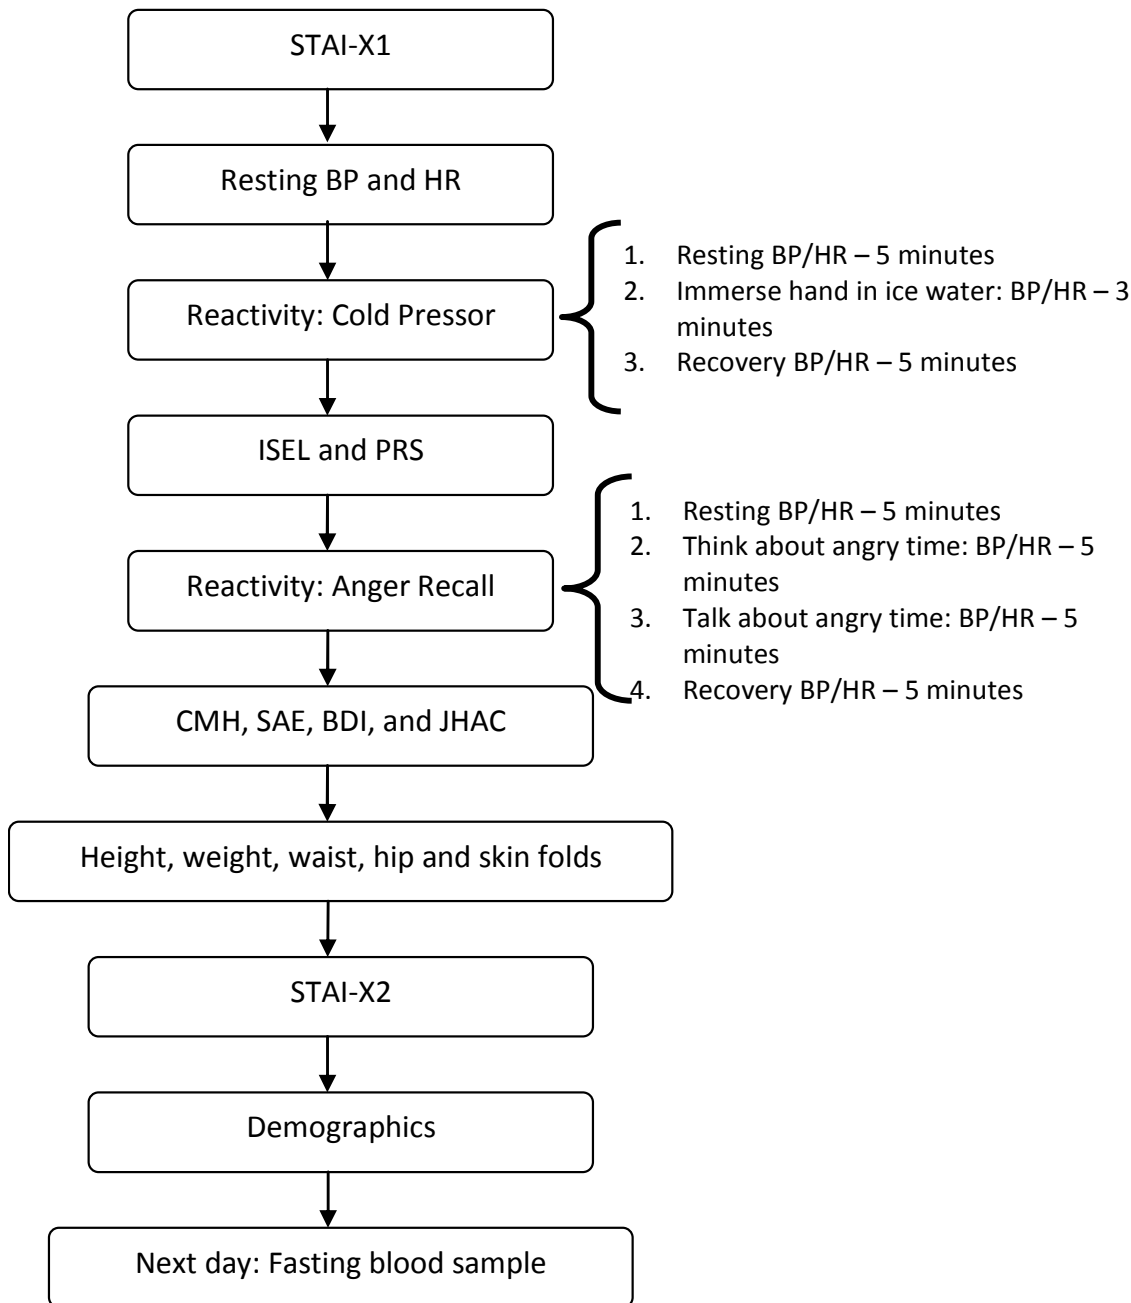 STAI-X1
Resting BP and HR
Reactivity: Cold Pressor
1. Resting BP/HR – 5 minutes
2. Immerse hand in ice water: BP/HR – 3
minutes
3. Recovery BP/HR – 5 minutes
ISEL and PRS
Reactivity: Anger Recall
1. Resting BP/HR – 5 minutes
2. Think about angry time: BP/HR – 5
minutes
3. Talk about angry time: BP/HR – 5
minutes
4. Recovery BP/HR – 5 minutes
CMH, SAE, BDI, and JHAC
Height, weight, waist, hip and skin folds
STAI-X2
Demographics
Next day: Fasting blood sample